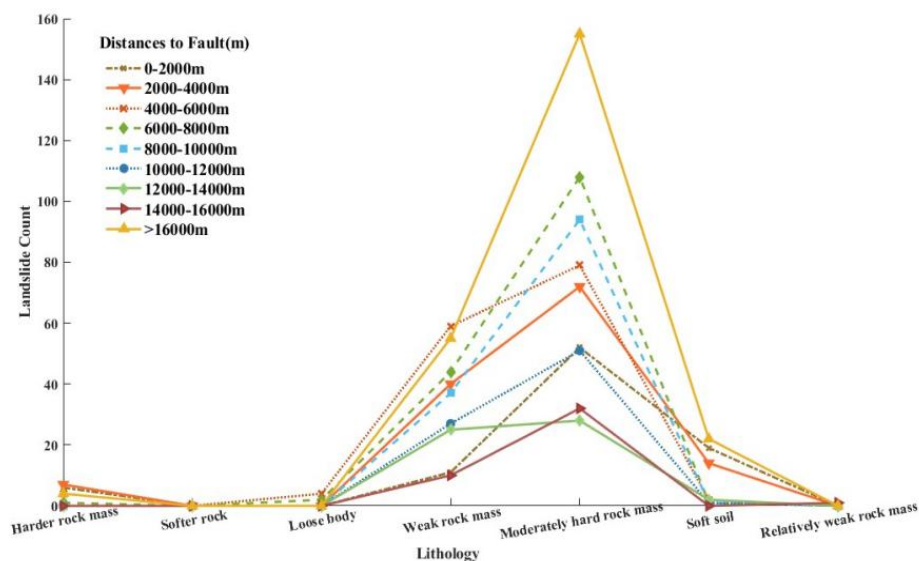 160
140
120
100
80
60
40
20
0
Landslide Count
Distances to Fault(m)
0-2000m
2000-4000m
4000-6000m
6000-8000m
8000-10000m
10000-12000m
12000-14000m
14000-16000m
>16000m
Harder rock mass
Softer rock
Loose body
Weak rock mass
Moderately hard rock mass
Soft soil
Relatively weak rock mass
Lithology